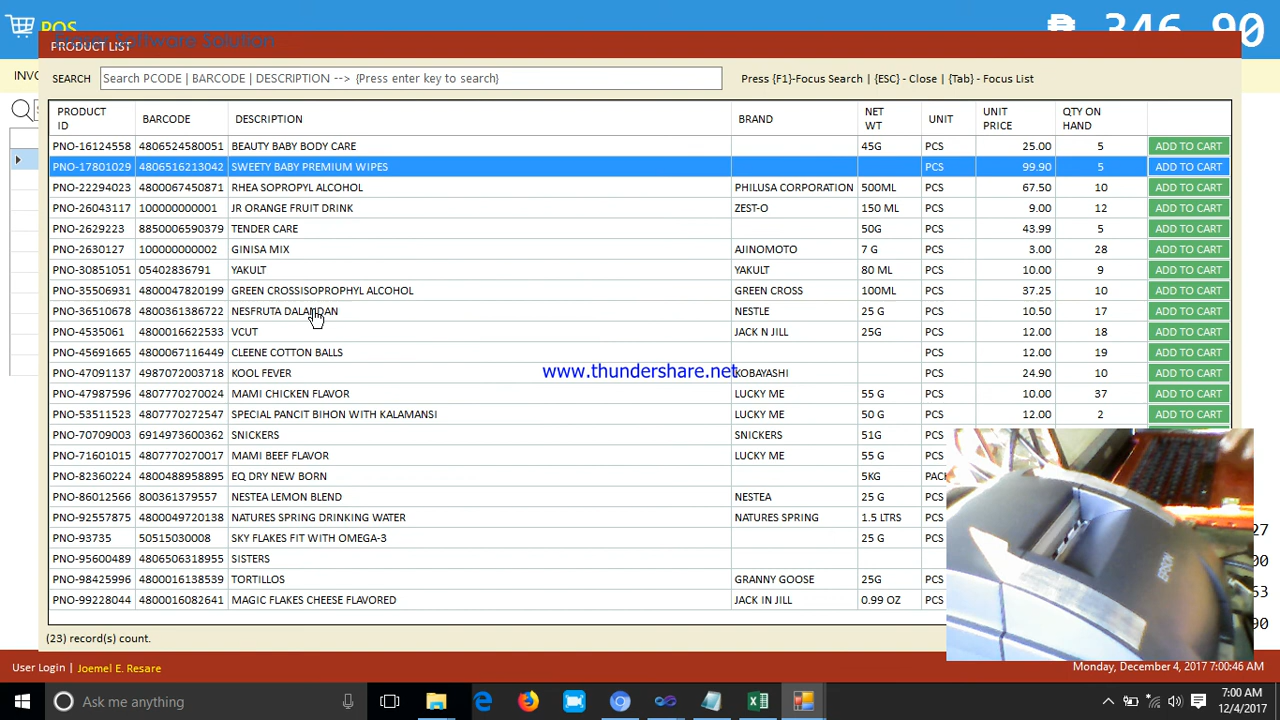 POS
₱ 346.90
Eraser Software Solution
PRODUCT LIST
INVO
SEARCH Search PCODE | BARCODE | DESCRIPTION --> {Press enter key to search} Press {F1}-Focus Search | {ESC} - Close | {Tab} - Focus List
PRODUCT ID BARCODE DESCRIPTION BRAND NET WT UNIT UNIT PRICE QTY ON HAND
PNO-16124558 4806524580051 BEAUTY BABY BODY CARE 45G PCS 25.00 5 ADD TO CART
PNO-17801029 4806516213042 SWEETY BABY PREMIUM WIPES PCS 99.90 5 ADD TO CART
PNO-22294023 4800067450871 RHEA SOPROPYL ALCOHOL PHILUSA CORPORATION 500ML PCS 67.50 10 ADD TO CART
PNO-26043117 100000000001 JR ORANGE FRUIT DRINK ZEST-O 150 ML PCS 9.00 12 ADD TO CART
PNO-2629223 8850006590379 TENDER CARE 50G PCS 43.99 5 ADD TO CART
PNO-2630127 100000000002 GINISA MIX AJINOMOTO 7 G PCS 3.00 28 ADD TO CART
PNO-30851051 05402836791 YAKULT YAKULT 80 ML PCS 10.00 9 ADD TO CART
PNO-35506931 4800047820199 GREEN CROSSISOPROPHYL ALCOHOL GREEN CROSS 100ML PCS 37.25 10 ADD TO CART
PNO-36510678 4800361386722 NESFRUTA DALANDAN NESTLE 25 G PCS 10.50 17 ADD TO CART
PNO-4535061 4800016622533 VCUT JACK N JILL 25G PCS 12.00 18 ADD TO CART
PNO-45691665 4800067116449 CLEENE COTTON BALLS PCS 12.00 19 ADD TO CART
www.thundershare.net
PNO-47091137 4987072003718 KOOL FEVER KOBAYASHI PCS 24.90 10 ADD TO CART
PNO-47987596 4807770270024 MAMI CHICKEN FLAVOR LUCKY ME 55 G PCS 10.00 37 ADD TO CART
PNO-53511523 4807770272547 SPECIAL PANCIT BIHON WITH KALAMANSI LUCKY ME 50 G PCS 12.00 2 ADD TO CART
PNO-70709003 6914973600362 SNICKERS SNICKERS 51G PCS
PNO-71601015 4807770270017 MAMI BEEF FLAVOR LUCKY ME 55 G PCS
PNO-82360224 4800488958895 EQ DRY NEW BORN 5KG PACK
PNO-86012566 800361379557 NESTEA LEMON BLEND NESTEA 25 G PCS
PNO-92557875 4800049720138 NATURES SPRING DRINKING WATER NATURES SPRING 1.5 LTRS PCS
PNO-93735 50515030008 SKY FLAKES FIT WITH OMEGA-3 25 G PCS
PNO-95600489 4806506318955 SISTERS PCS
PNO-98425996 4800016138539 TORTILLOS GRANNY GOOSE 25G PCS
PNO-99228044 4800016082641 MAGIC FLAKES CHEESE FLAVORED JACK IN JILL 0.99 OZ PCS
27
00
53
90
EPSON
(23) record(s) count.
User Login | Joemel E. Resare Monday, December 4, 2017 7:00:46 AM
Ask me anything
7:00 AM
12/4/2017